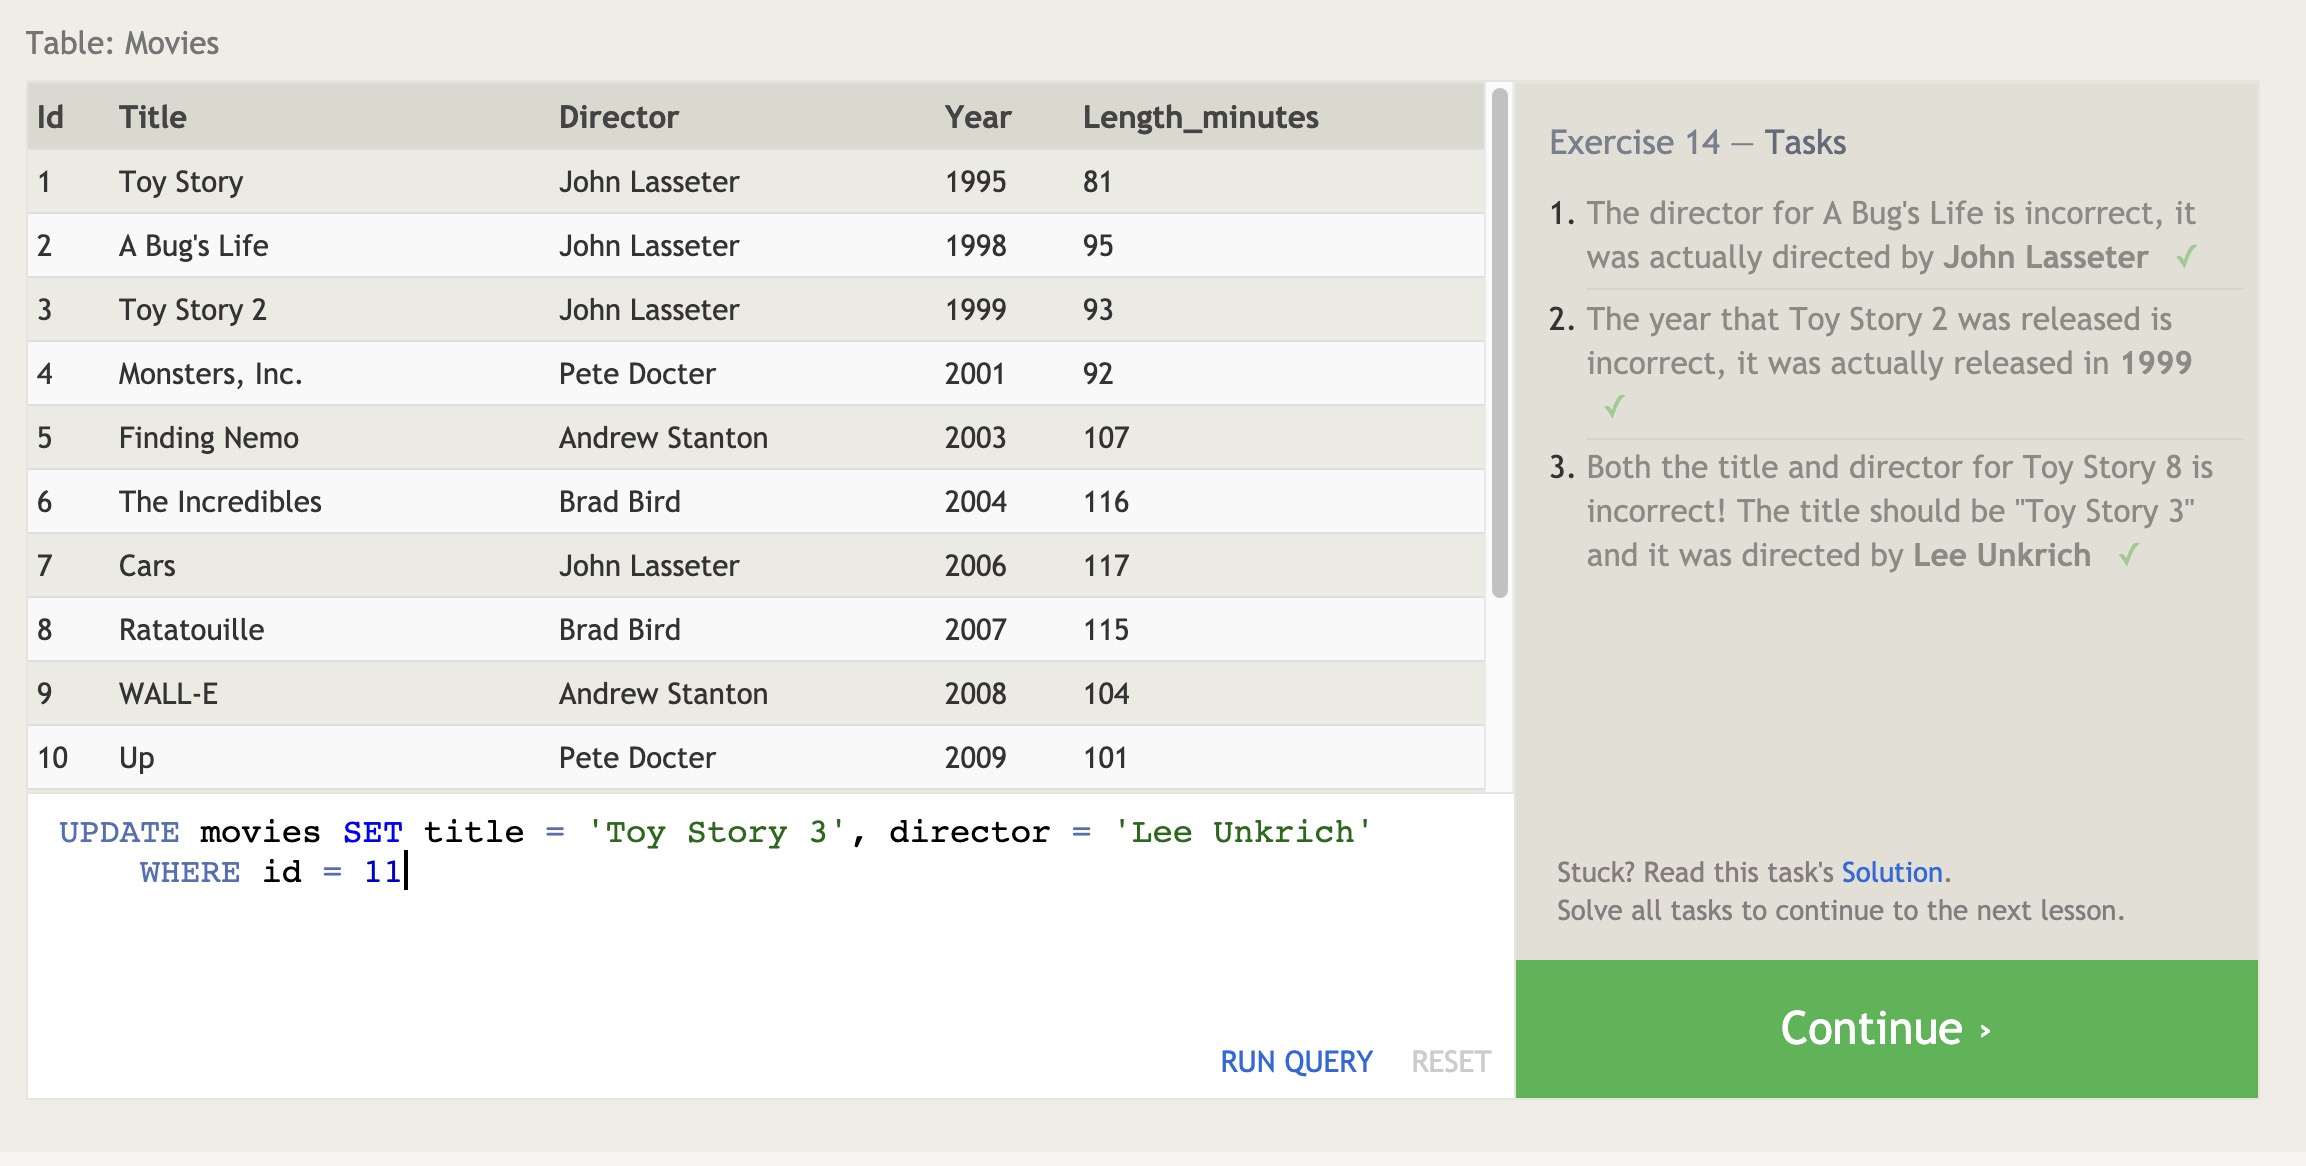 Table: Movies
Id Title Director Year Length_minutes
1 Toy Story John Lasseter 1995 81
2 A Bug's Life John Lasseter 1998 95
3 Toy Story 2 John Lasseter 1999 93
4 Monsters, Inc. Pete Docter 2001 92
5 Finding Nemo Andrew Stanton 2003 107
6 The Incredibles Brad Bird 2004 116
7 Cars John Lasseter 2006 117
8 Ratatouille Brad Bird 2007 115
9 WALL-E Andrew Stanton 2008 104
10 Up Pete Docter 2009 101
UPDATE movies SET title = 'Toy Story 3', director = 'Lee Unkrich'
WHERE id = 11
RUN QUERY RESET
Exercise 14 — Tasks
1. The director for A Bug's Life is incorrect, it
was actually directed by John Lasseter ✓
2. The year that Toy Story 2 was released is
incorrect, it was actually released in 1999
✓
3. Both the title and director for Toy Story 8 is
incorrect! The title should be "Toy Story 3"
and it was directed by Lee Unkrich ✓
Stuck? Read this task's Solution.
Solve all tasks to continue to the next lesson.
Continue ›